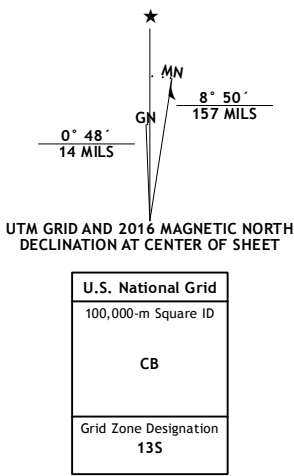 MN
GN
8° 50´
157 MILS
0° 48´
14 MILS
UTM GRID AND 2016 MAGNETIC NORTH
DECLINATION AT CENTER OF SHEET
U.S. National Grid
100,000-m Square ID
CB
Grid Zone Designation
13S